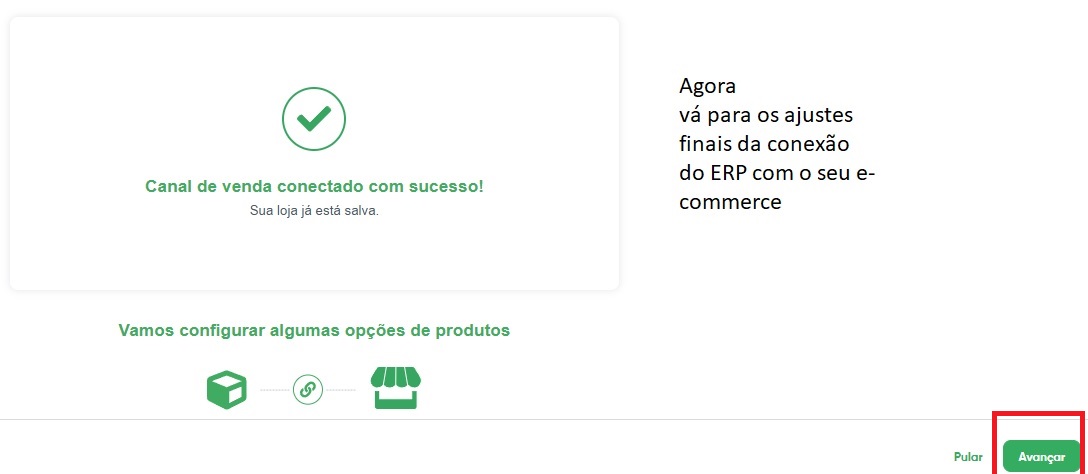 Canal de venda conectado com sucesso!
Sua loja já está salva.
Agora
vá para os ajustes
finais da conexão
do ERP com o seu e-
commerce
Vamos configurar algumas opções de produtos
Pular
Avançar